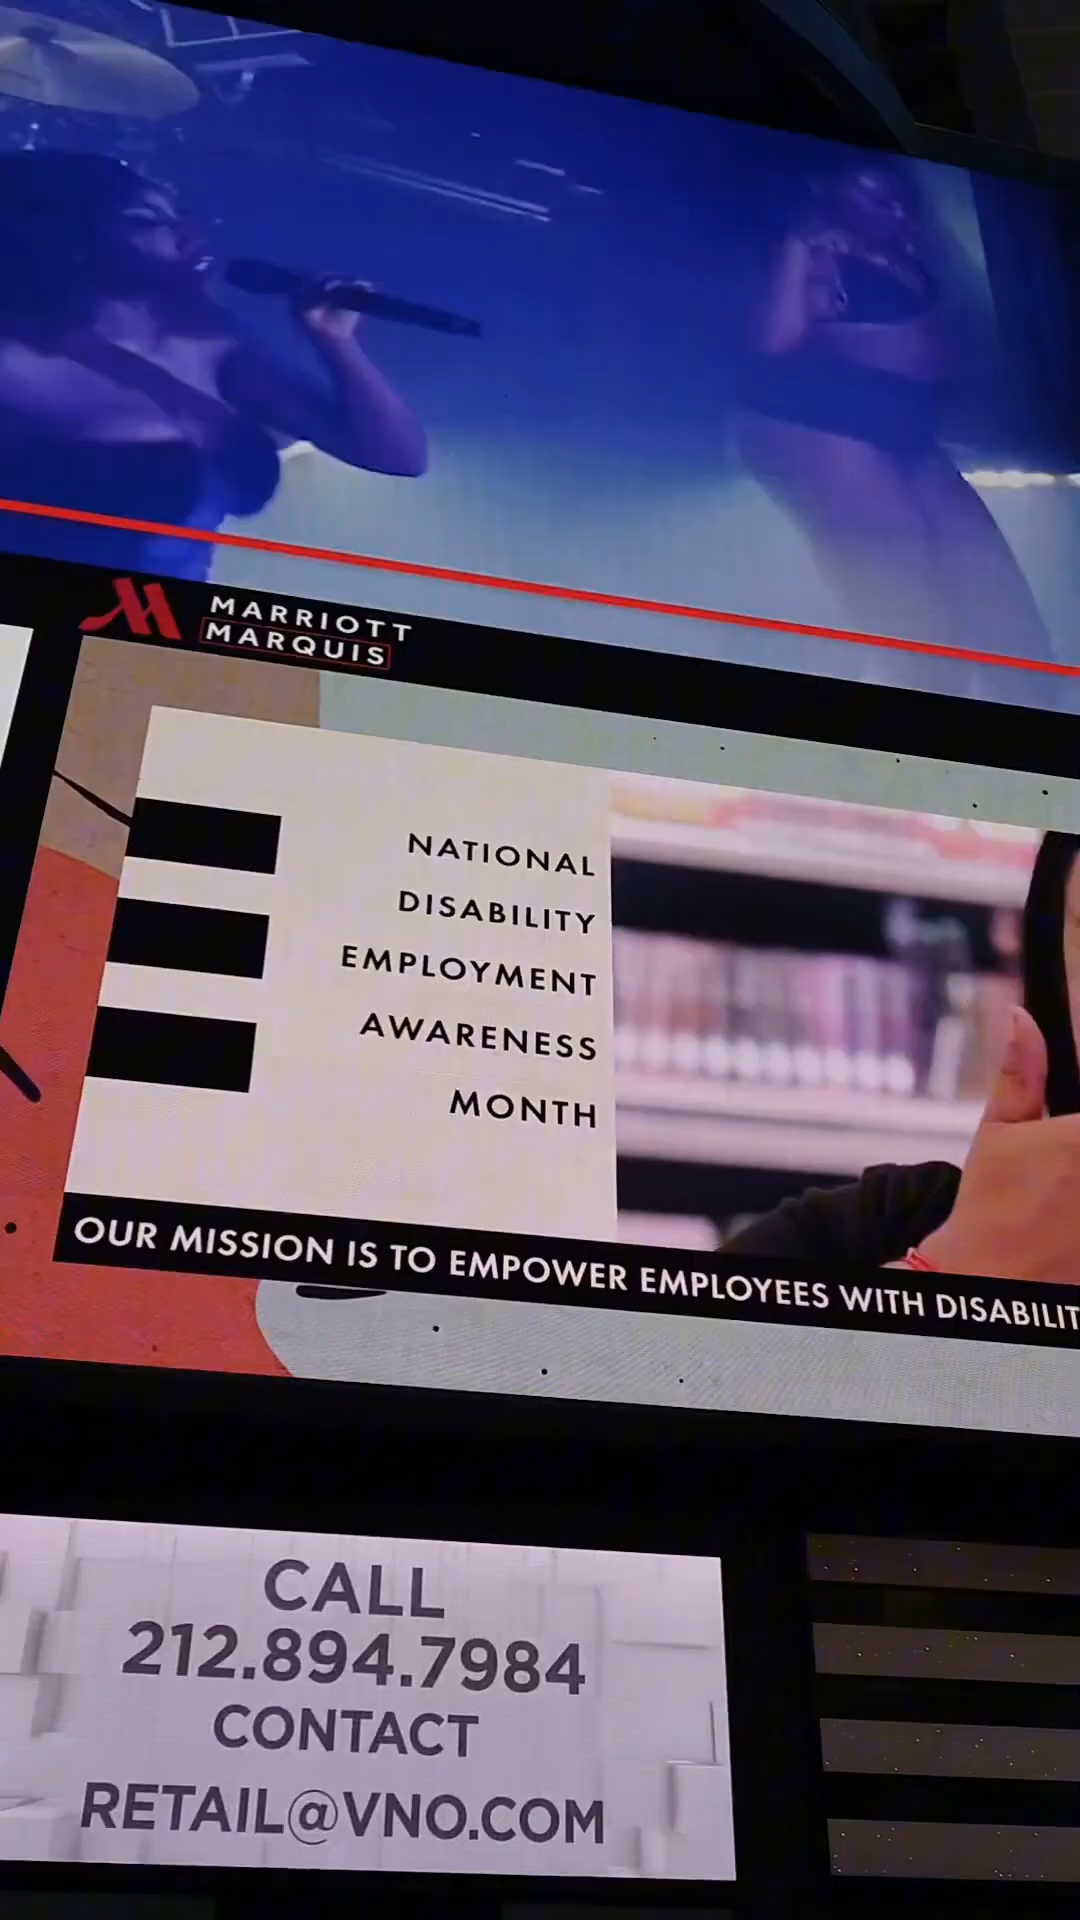 MARRIOTT
MARQUIS
NATIONAL
DISABILITY
EMPLOYMENT
AWARENESS
MONTH
OUR MISSION IS TO EMPOWER EMPLOYEES WITH DISABILIT
CALL
212.894.7984
CONTACT
RETAIL@VNO.COM